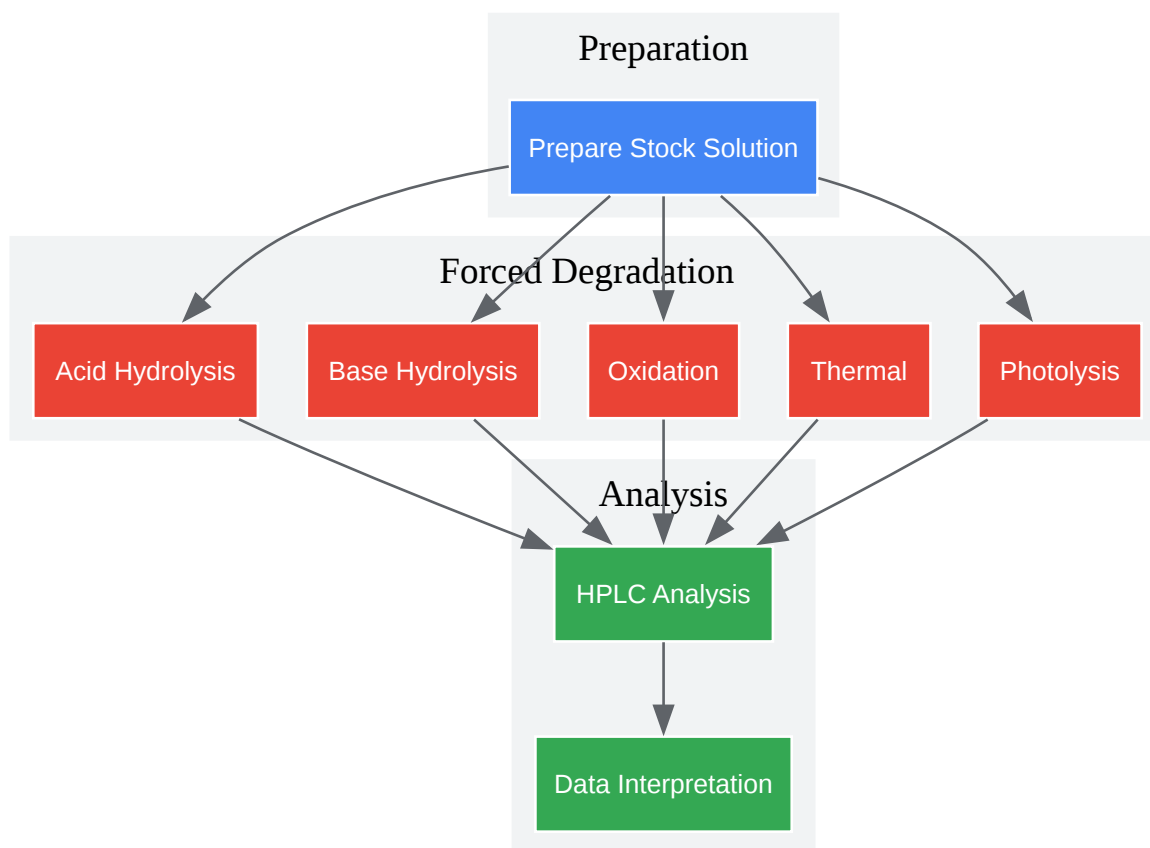 Preparation
Prepare Stock Solution
Forced Degradation
Acid Hydrolysis
Base Hydrolysis
Oxidation
Thermal
Photolysis
Analysis
HPLC Analysis
Data Interpretation